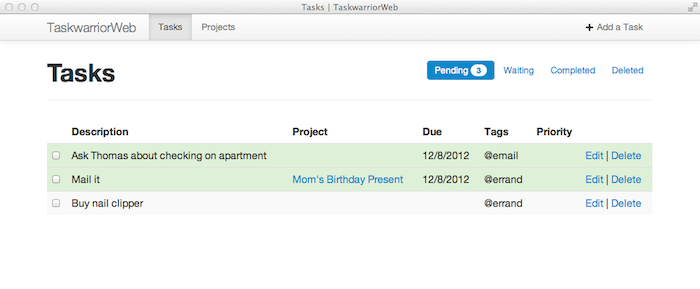 Tasks | TaskwarriorWeb
TaskwarriorWeb Tasks Projects + Add a Task
Tasks Pending 3 Waiting Completed Deleted
Description Project Due Tags Priority
Ask Thomas about checking on apartment 12/8/2012 @email Edit | Delete
Mail it Mom's Birthday Present 12/8/2012 @errand Edit | Delete
Buy nail clipper @errand Edit | Delete